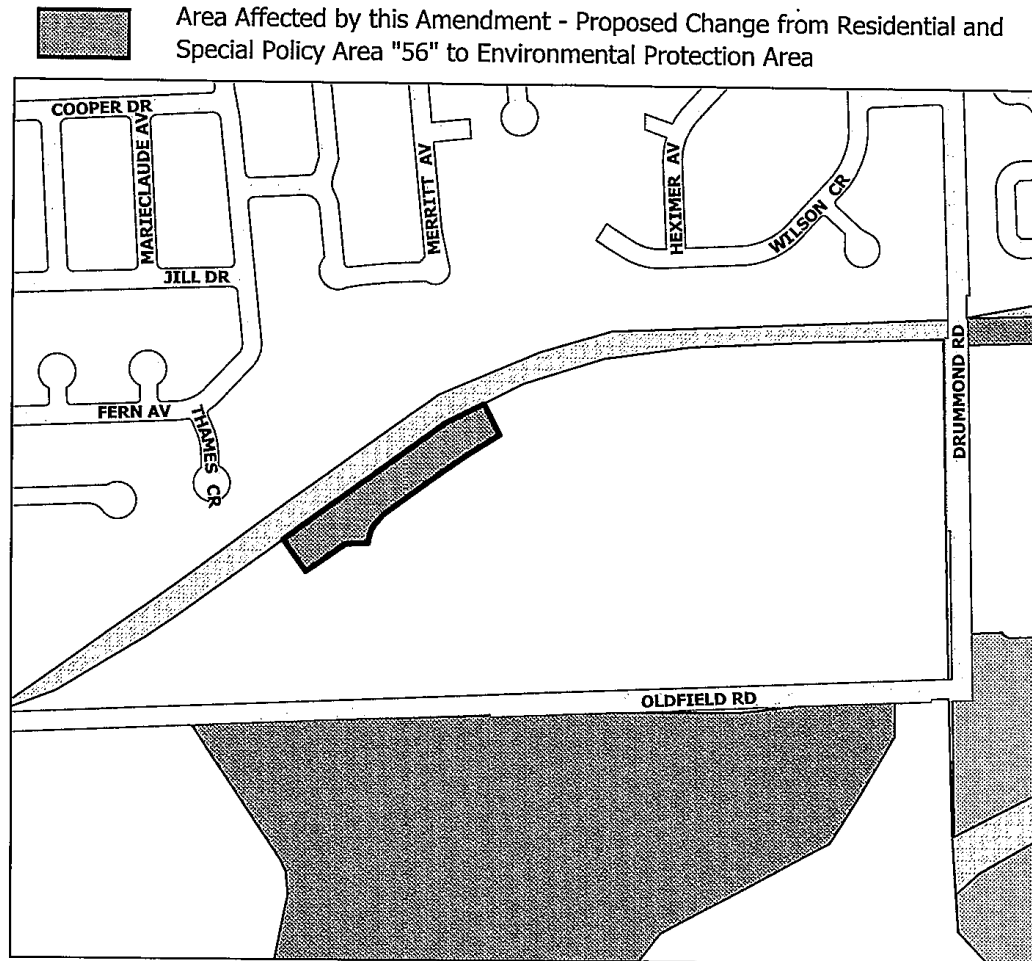 Area Affected by this Amendment - Proposed Change from Residential and
Special Policy Area "56" to Environmental Protection Area
COOPER DR
MARIECLAUDE AV
MERRITT AV
HEXIMER AV
WILSON CR
JILL DR
DRUMMOND RD
FERN AV
THAMES CR
OLDFIELD RD